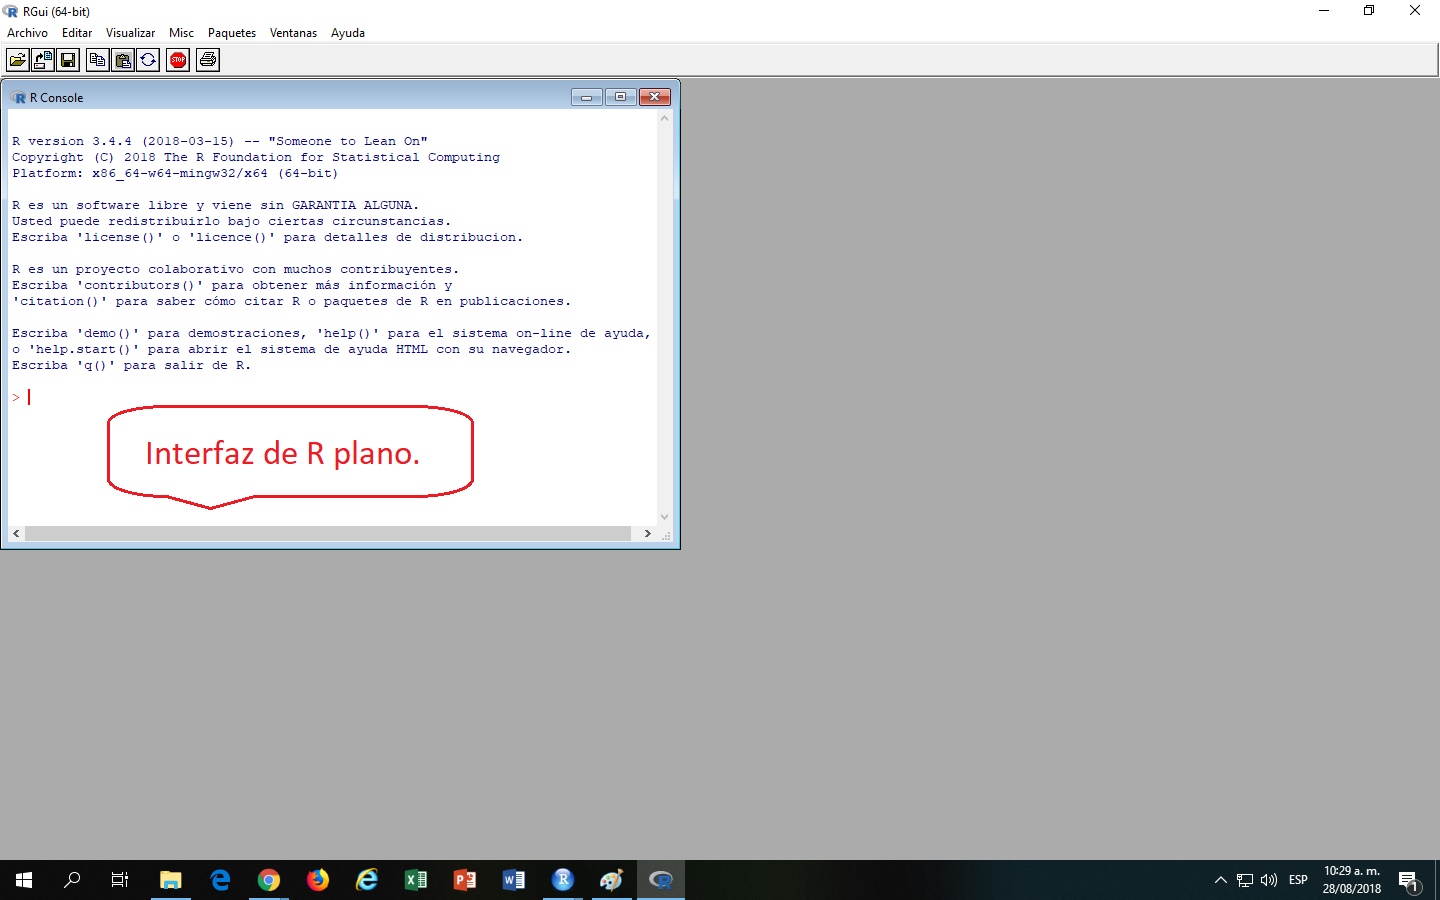 RGui (64-bit)
Archivo Editar Visualizar Misc Paquetes Ventanas Ayuda
STOP
R Console
R version 3.4.4 (2018-03-15) -- "Someone to Lean On"
Copyright (C) 2018 The R Foundation for Statistical Computing
Platform: x86_64-w64-mingw32/x64 (64-bit)
R es un software libre y viene sin GARANTIA ALGUNA.
Usted puede redistribuirlo bajo ciertas circunstancias.
Escriba 'license()' o 'licence()' para detalles de distribucion.
R es un proyecto colaborativo con muchos contribuyentes.
Escriba 'contributors()' para obtener más información y
'citation()' para saber cómo citar R o paquetes de R en publicaciones.
Escriba 'demo()' para demostraciones, 'help()' para el sistema on-line de ayuda,
o 'help.start()' para abrir el sistema de ayuda HTML con su navegador.
Escriba 'q()' para salir de R.
>
Interfaz de R plano.
ESP
10:29 a. m.
28/08/2018
1